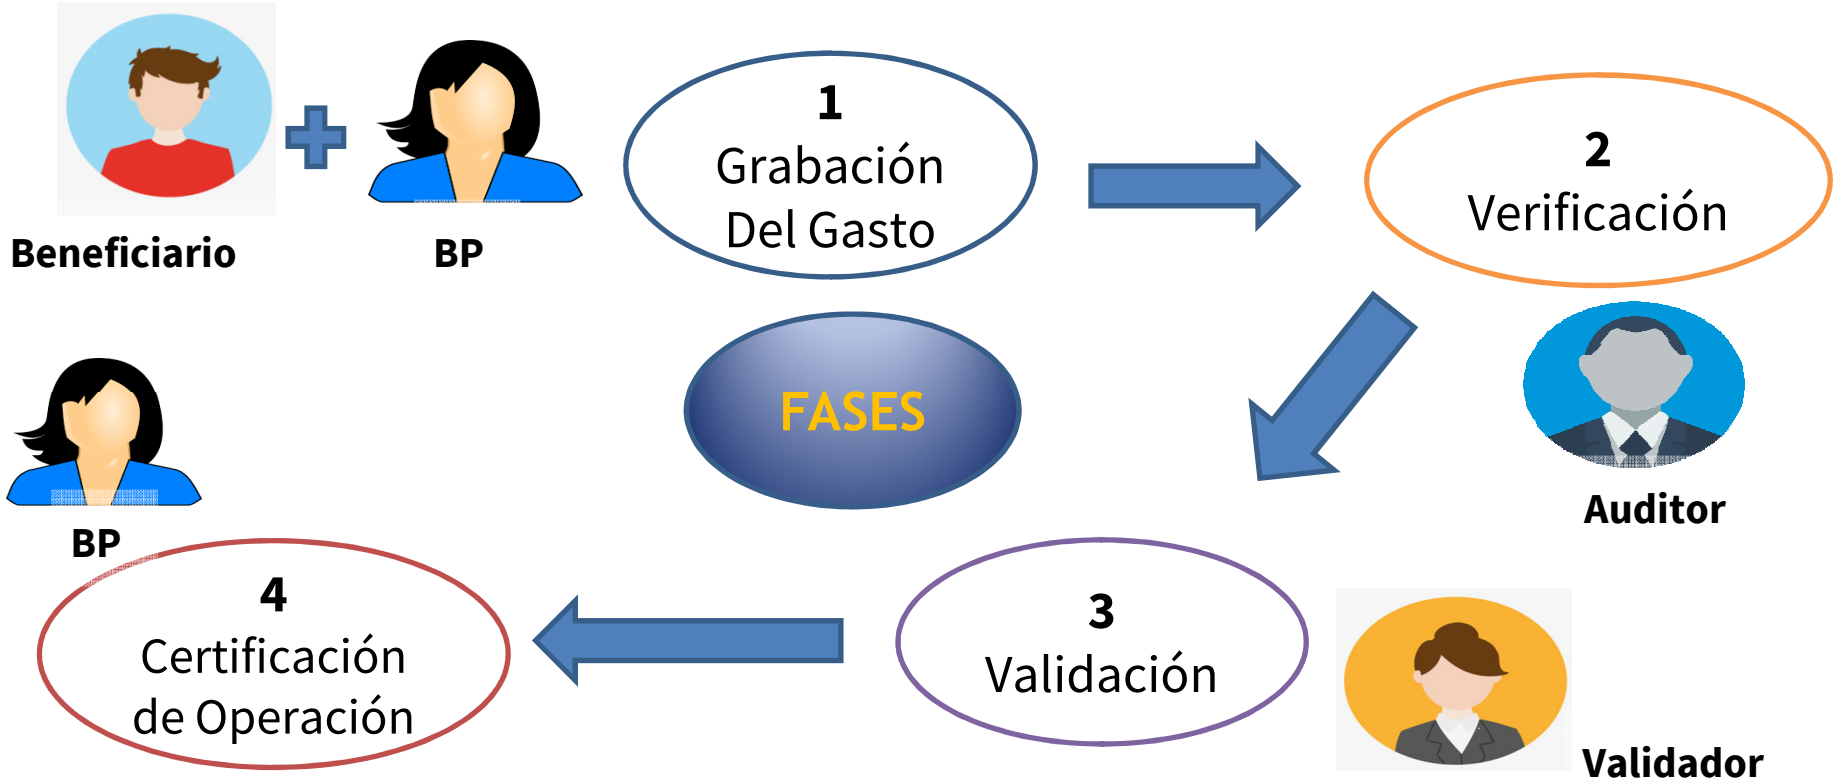 Beneficiario
BP
1
Grabación
Del Gasto
2
Verificación
FASES
Auditor
BP
4
Certificación
de Operación
3
Validación
Validador